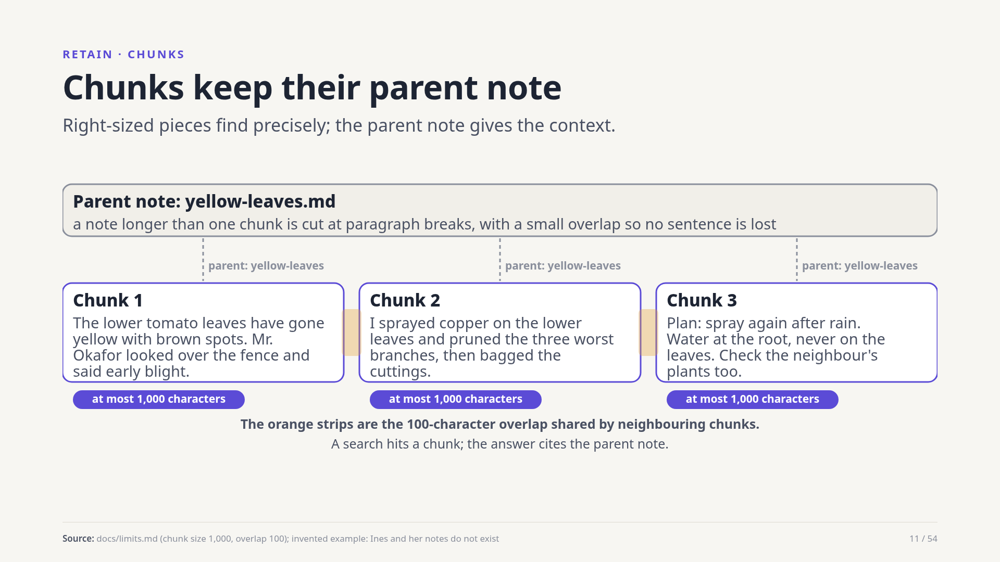 RETAIN · CHUNKS
Chunks keep their parent note
Right-sized pieces find precisely; the parent note gives the context.
Parent note: yellow-leaves.md
a note longer than one chunk is cut at paragraph breaks, with a small overlap so no sentence is lost
parent: yellow-leaves
parent: yellow-leaves
parent: yellow-leaves
Chunk 1
The lower tomato leaves have gone
yellow with brown spots. Mr.
Okafor looked over the fence and
said early blight.
at most 1,000 characters
Chunk 2
I sprayed copper on the lower
leaves and pruned the three worst
branches, then bagged the
cuttings.
at most 1,000 characters
Chunk 3
Plan: spray again after rain.
Water at the root, never on the
leaves. Check the neighbour's
plants too.
at most 1,000 characters
The orange strips are the 100-character overlap shared by neighbouring chunks.
A search hits a chunk; the answer cites the parent note.
Source: docs/limits.md (chunk size 1,000, overlap 100); invented example: Ines and her notes do not exist
11 / 54